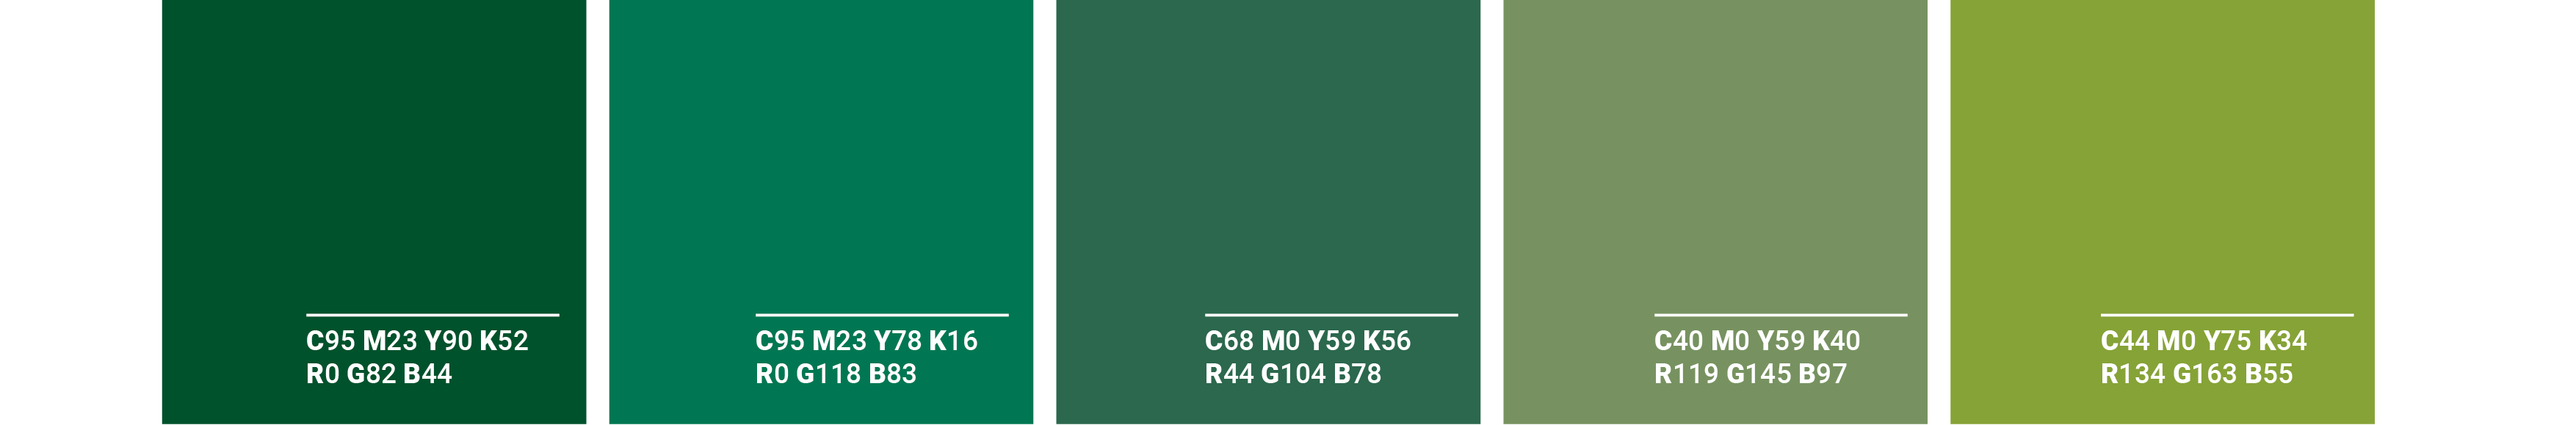 C95 M23 Y90 K52
R0 G82 B44
C95 M23 Y78 K16
R0 G118 B83
C68 M0 Y59 K56
R44 G104 B78
C40 M0 Y59 K40
R119 G145 B97
C44 M0 Y75 K34
R134 G163 B55